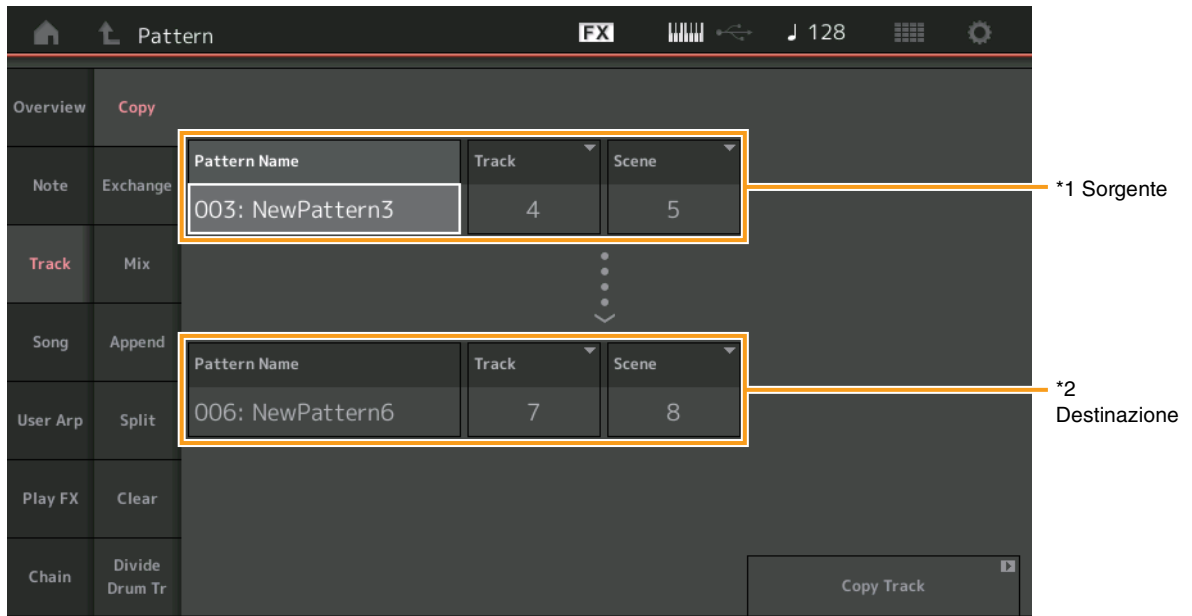 Pattern
FX
128
Overview
Copy
Pattern Name
Track
Scene
*1 Sorgente
Note
Exchange
003: NewPattern3
4
5
Track
Mix
Song
Append
Pattern Name
Track
Scene
*2
Destinazione
User Arp
Split
006: NewPattern6
7
8
Play FX
Clear
Chain
Divide
Drum Tr
Copy Track